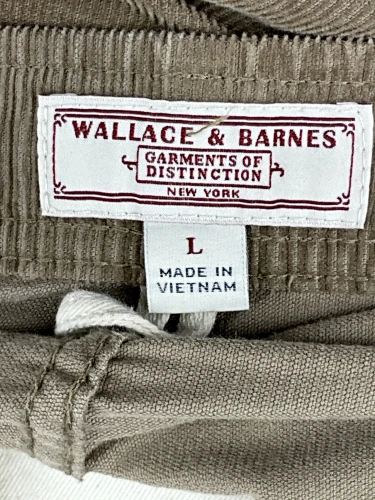 WALLACE & BARNES
GARMENTS OF
DISTINCTION
NEW YORK
L
MADE IN
VIETNAM